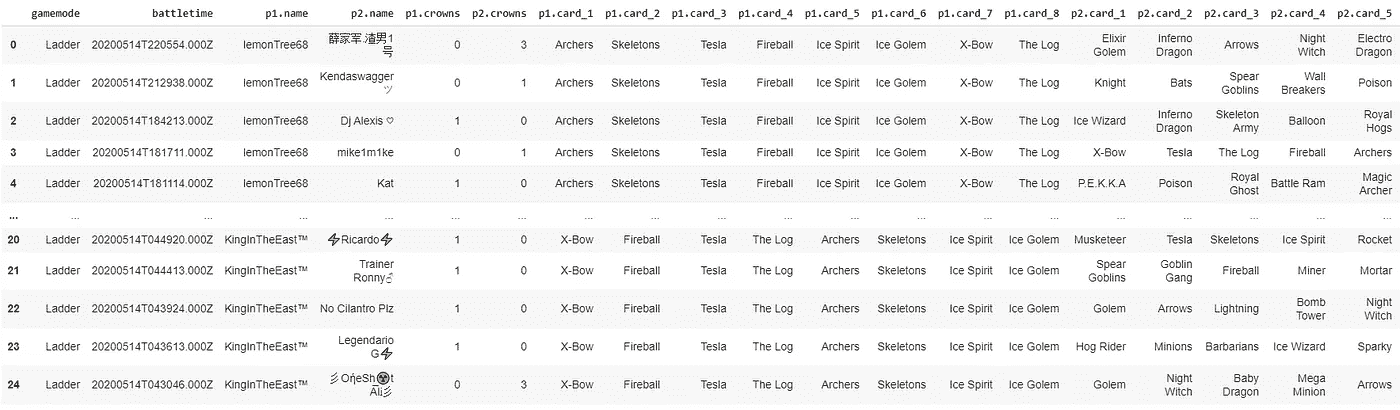 gamemode battletime p1.name p2.name p1.crowns p2.crowns p1.card_1 p1.card_2 p1.card_3 p1.card_4 p1.card_5 p1.card_6 p1.card_7 p1.card_8 p2.card_1 p2.card_2 p2.card_3 p2.card_4 p2.card_5
0 Ladder 20200514T220554.000Z lemonTree68 薛家军.渣男1号 0 3 Archers Skeletons Tesla Fireball Ice Spirit Ice Golem X-Bow The Log Elixir Golem Inferno Dragon Arrows Night Witch Electro Dragon
1 Ladder 20200514T212938.000Z lemonTree68 Kendaswagger ツ 0 1 Archers Skeletons Tesla Fireball Ice Spirit Ice Golem X-Bow The Log Knight Bats Spear Goblins Wall Breakers Poison
2 Ladder 20200514T184213.000Z lemonTree68 Dj Alexis ♡ 1 0 Archers Skeletons Tesla Fireball Ice Spirit Ice Golem X-Bow The Log Ice Wizard Inferno Dragon Skeleton Army Balloon Royal Hogs
3 Ladder 20200514T181711.000Z lemonTree68 mike1m1ke 0 1 Archers Skeletons Tesla Fireball Ice Spirit Ice Golem X-Bow The Log X-Bow Tesla The Log Fireball Archers
4 Ladder 20200514T181114.000Z lemonTree68 Kat 1 0 Archers Skeletons Tesla Fireball Ice Spirit Ice Golem X-Bow The Log P.E.K.K.A Poison Royal Ghost Battle Ram Magic Archer
... ... ... ... ... ... ... ... ... ... ... ... ... ... ... ... ... ... ... ...
20 Ladder 20200514T044920.000Z KingInTheEast™ ⚡Ricardo⚡ 1 0 X-Bow Fireball Tesla The Log Archers Skeletons Ice Spirit Ice Golem Musketeer Tesla Skeletons Ice Spirit Rocket
21 Ladder 20200514T044413.000Z KingInTheEast™ Trainer Ronny 1 0 X-Bow Fireball Tesla The Log Archers Skeletons Ice Spirit Ice Golem Spear Goblins Goblin Gang Fireball Miner Mortar
22 Ladder 20200514T043924.000Z KingInTheEast™ No Cilantro Plz 1 0 X-Bow Fireball Tesla The Log Archers Skeletons Ice Spirit Ice Golem Golem Arrows Lightning Bomb Tower Night Witch
23 Ladder 20200514T043613.000Z KingInTheEast™ Legendario G⚡ 1 0 X-Bow Fireball Tesla The Log Archers Skeletons Ice Spirit Ice Golem Hog Rider Minions Barbarians Ice Wizard Sparky
24 Ladder 20200514T043046.000Z KingInTheEast™ 彡OήeSh☢t Ali彡 0 3 X-Bow Fireball Tesla The Log Archers Skeletons Ice Spirit Ice Golem Golem Night Witch Baby Dragon Mega Minion Arrows